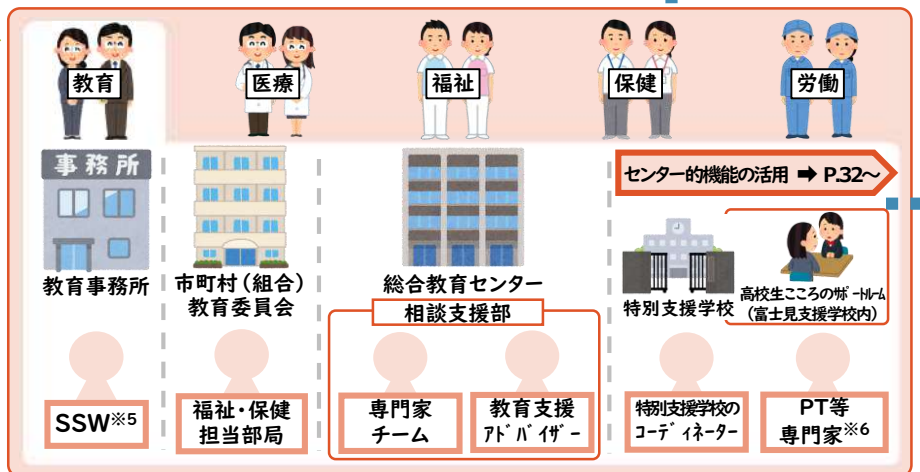 教育
医療
福祉
保健
労働
事務所
センター的機能の活用 ➡ P.32～
教育事務所
市町村（組合）
教育委員会
総合教育センター
相談支援部
特別支援学校
高校生こころのｻﾎﾟｰﾄﾙｰﾑ
（富士見支援学校内）
SSW※5
福祉・保健
担当部局
専門家
チーム
教育支援
ｱﾄﾞﾊﾞｲｻﾞｰ
特別支援学校の
ｺｰﾃﾞｨﾈｰﾀｰ
PT等
専門家※6